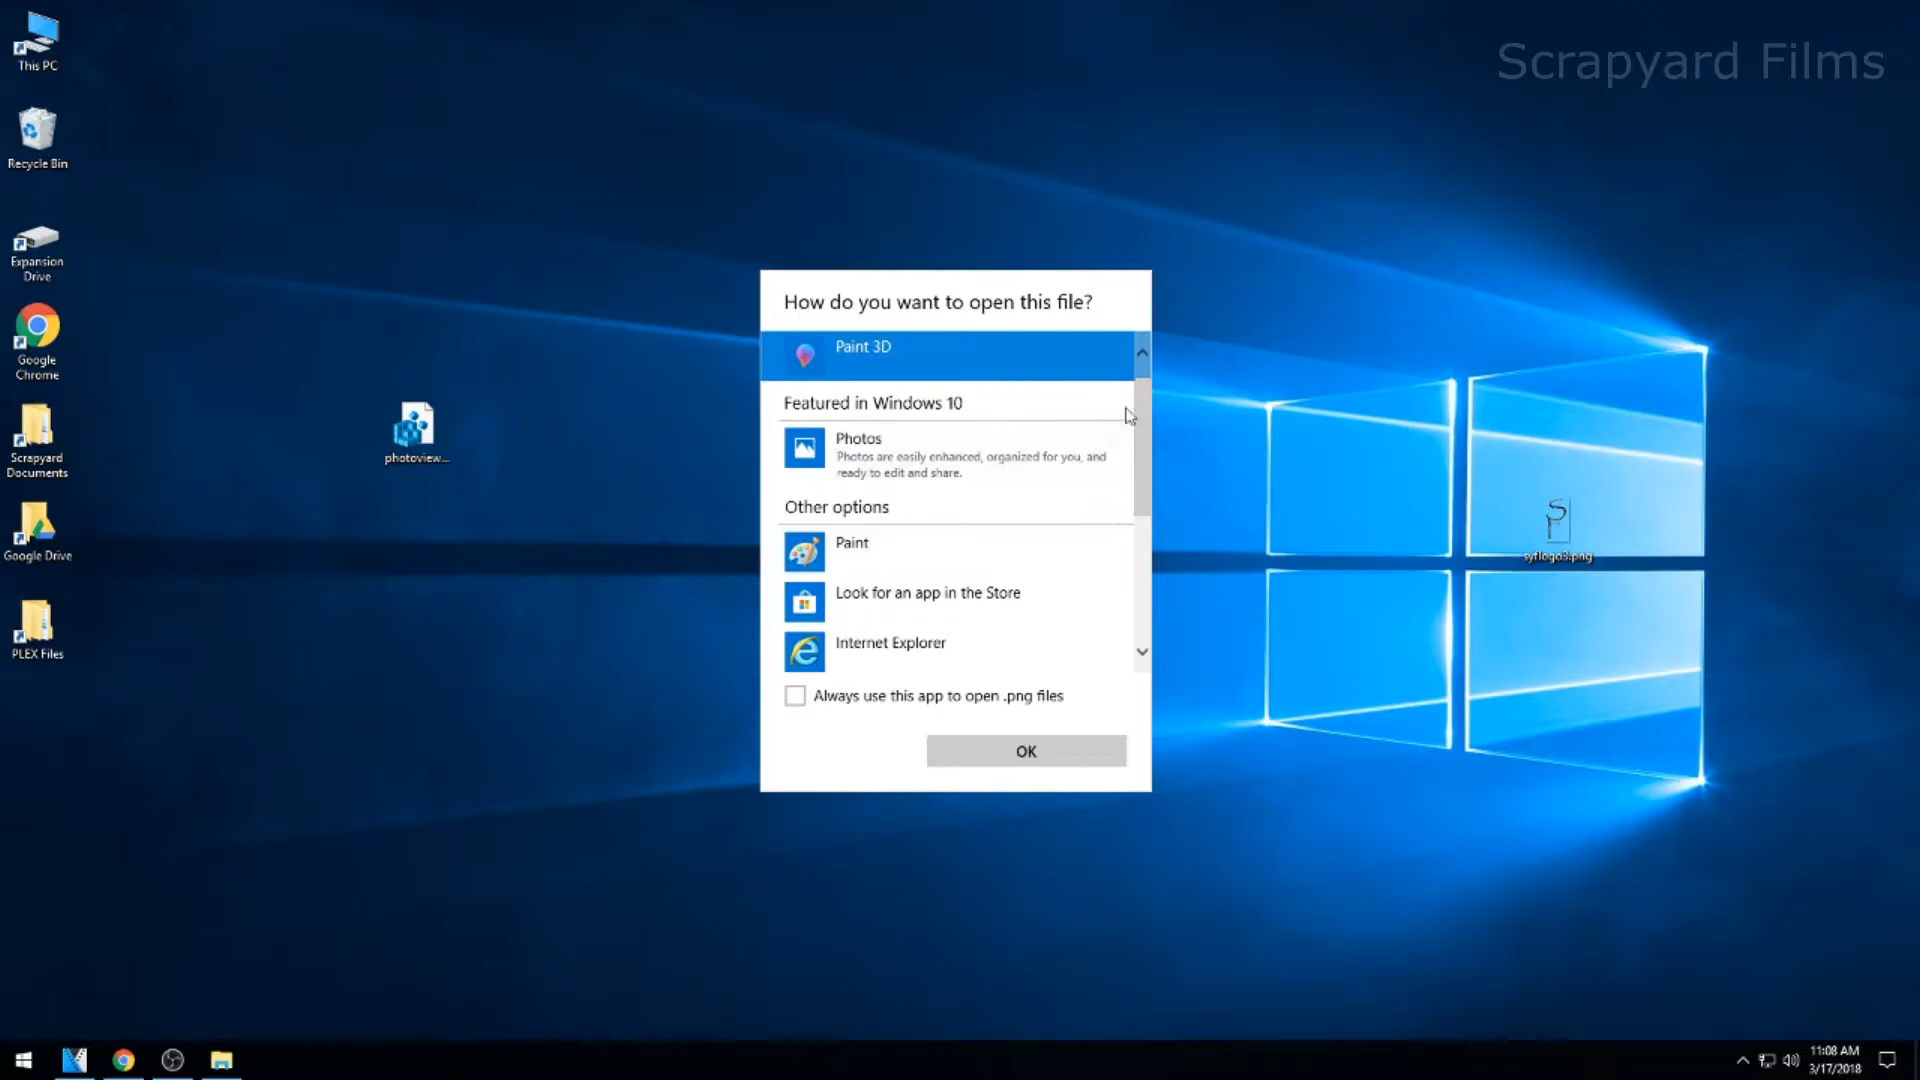 Scrapyard Films
This PC
Recycle Bin
Expansion
Drive
Google
Chrome
Scrapyard
Documents
Google Drive
PLEX Files
photoview...
How do you want to open this file?
Paint 3D
Featured in Windows 10
Photos
Photos are easily enhanced, organized for you, and
ready to edit and share.
Other options
Paint
Look for an app in the Store
Internet Explorer
Always use this app to open .png files
OK
SF
syflogo3.png
11:08 AM
3/17/2018